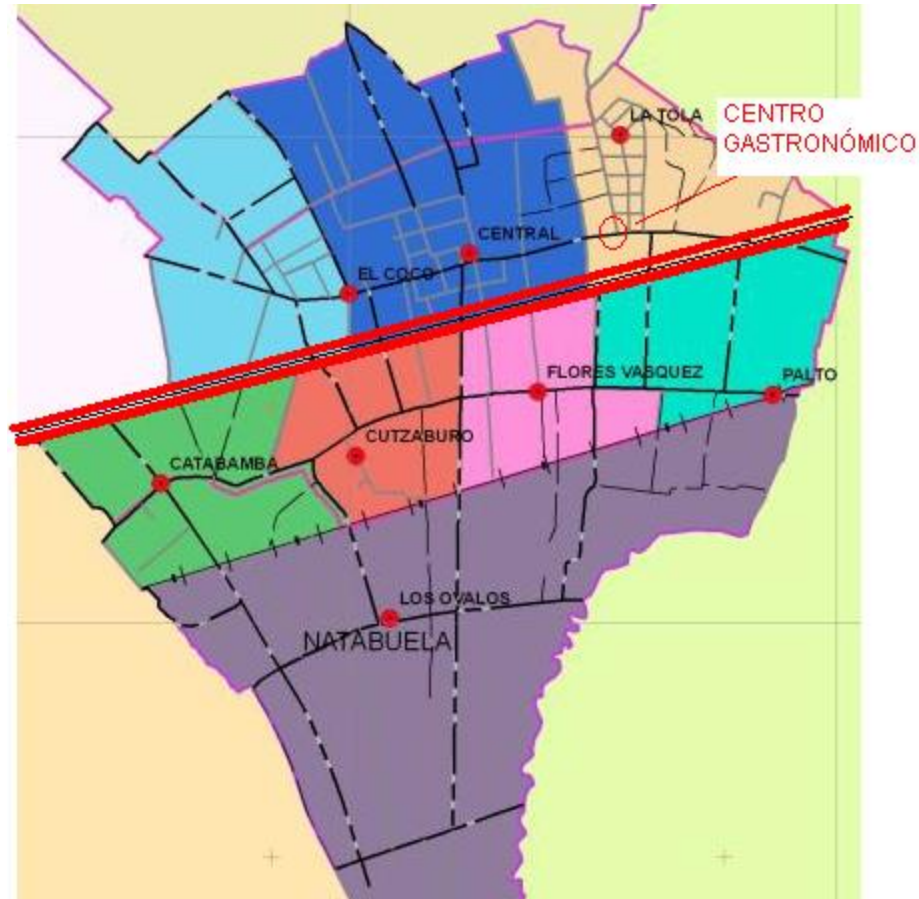 LA TOLA
CENTRO
GASTRONÓMICO
CENTRAL
EL COCO
FLORES VASQUEZ
PALTO
CUTZABURO
CATABAMBA
LOS OVALOS
NATABUELA